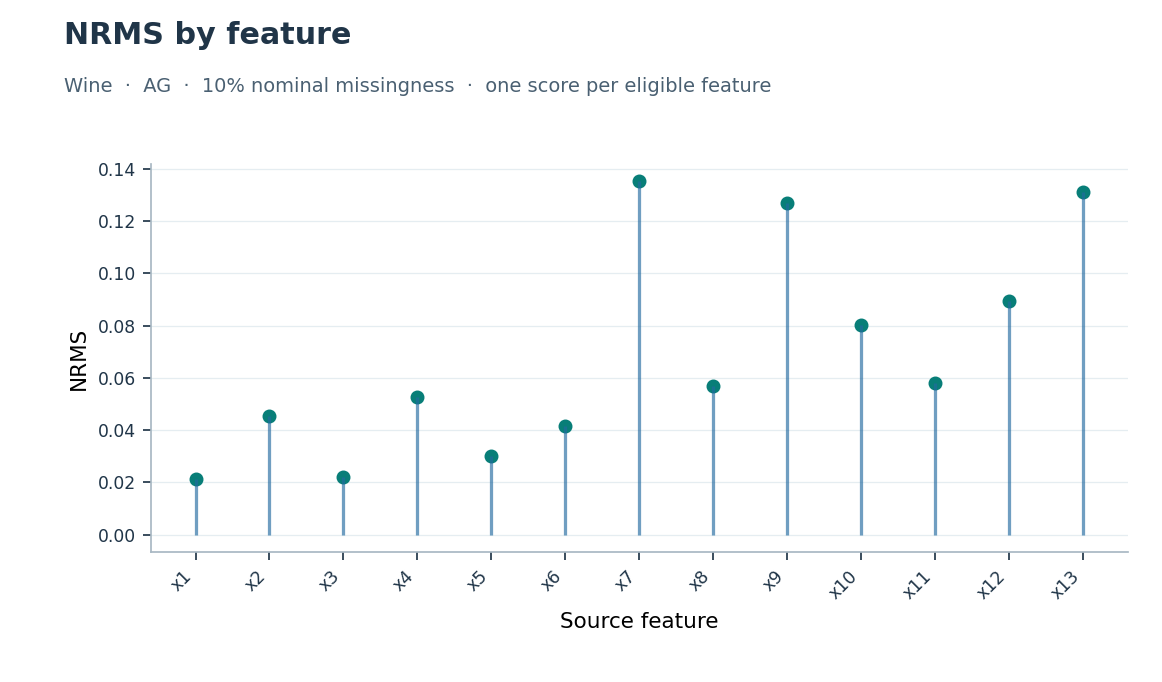 NRMS by feature
Wine · AG · 10% nominal missingness · one score per eligible feature
0.14
0.12
0.10
0.08
0.06
0.04
0.02
0.00
NRMS
x1 x2 x3 x4 x5 x6 x7 x8 x9 x10 x11 x12 x13
Source feature